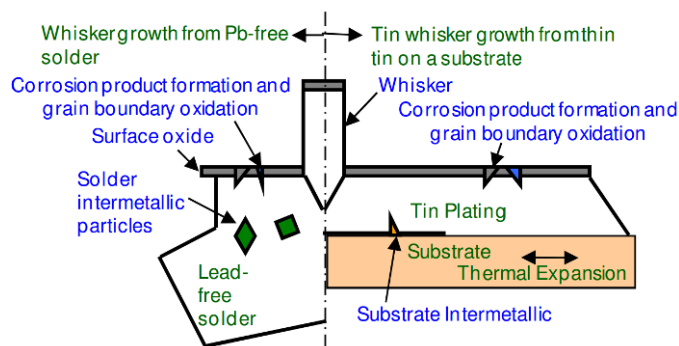 Whisker growth from Pb-free
solder
Tin whisker growth from thin
tin on a substrate
Corrosion product formation and
grain boundary oxidation
Whisker
Corrosion product formation and
grain boundary oxidation
Surface oxide
Solder
intermetallic
particles
Tin Plating
Substrate
Thermal Expansion
Lead-
free
solder
Substrate Intermetallic